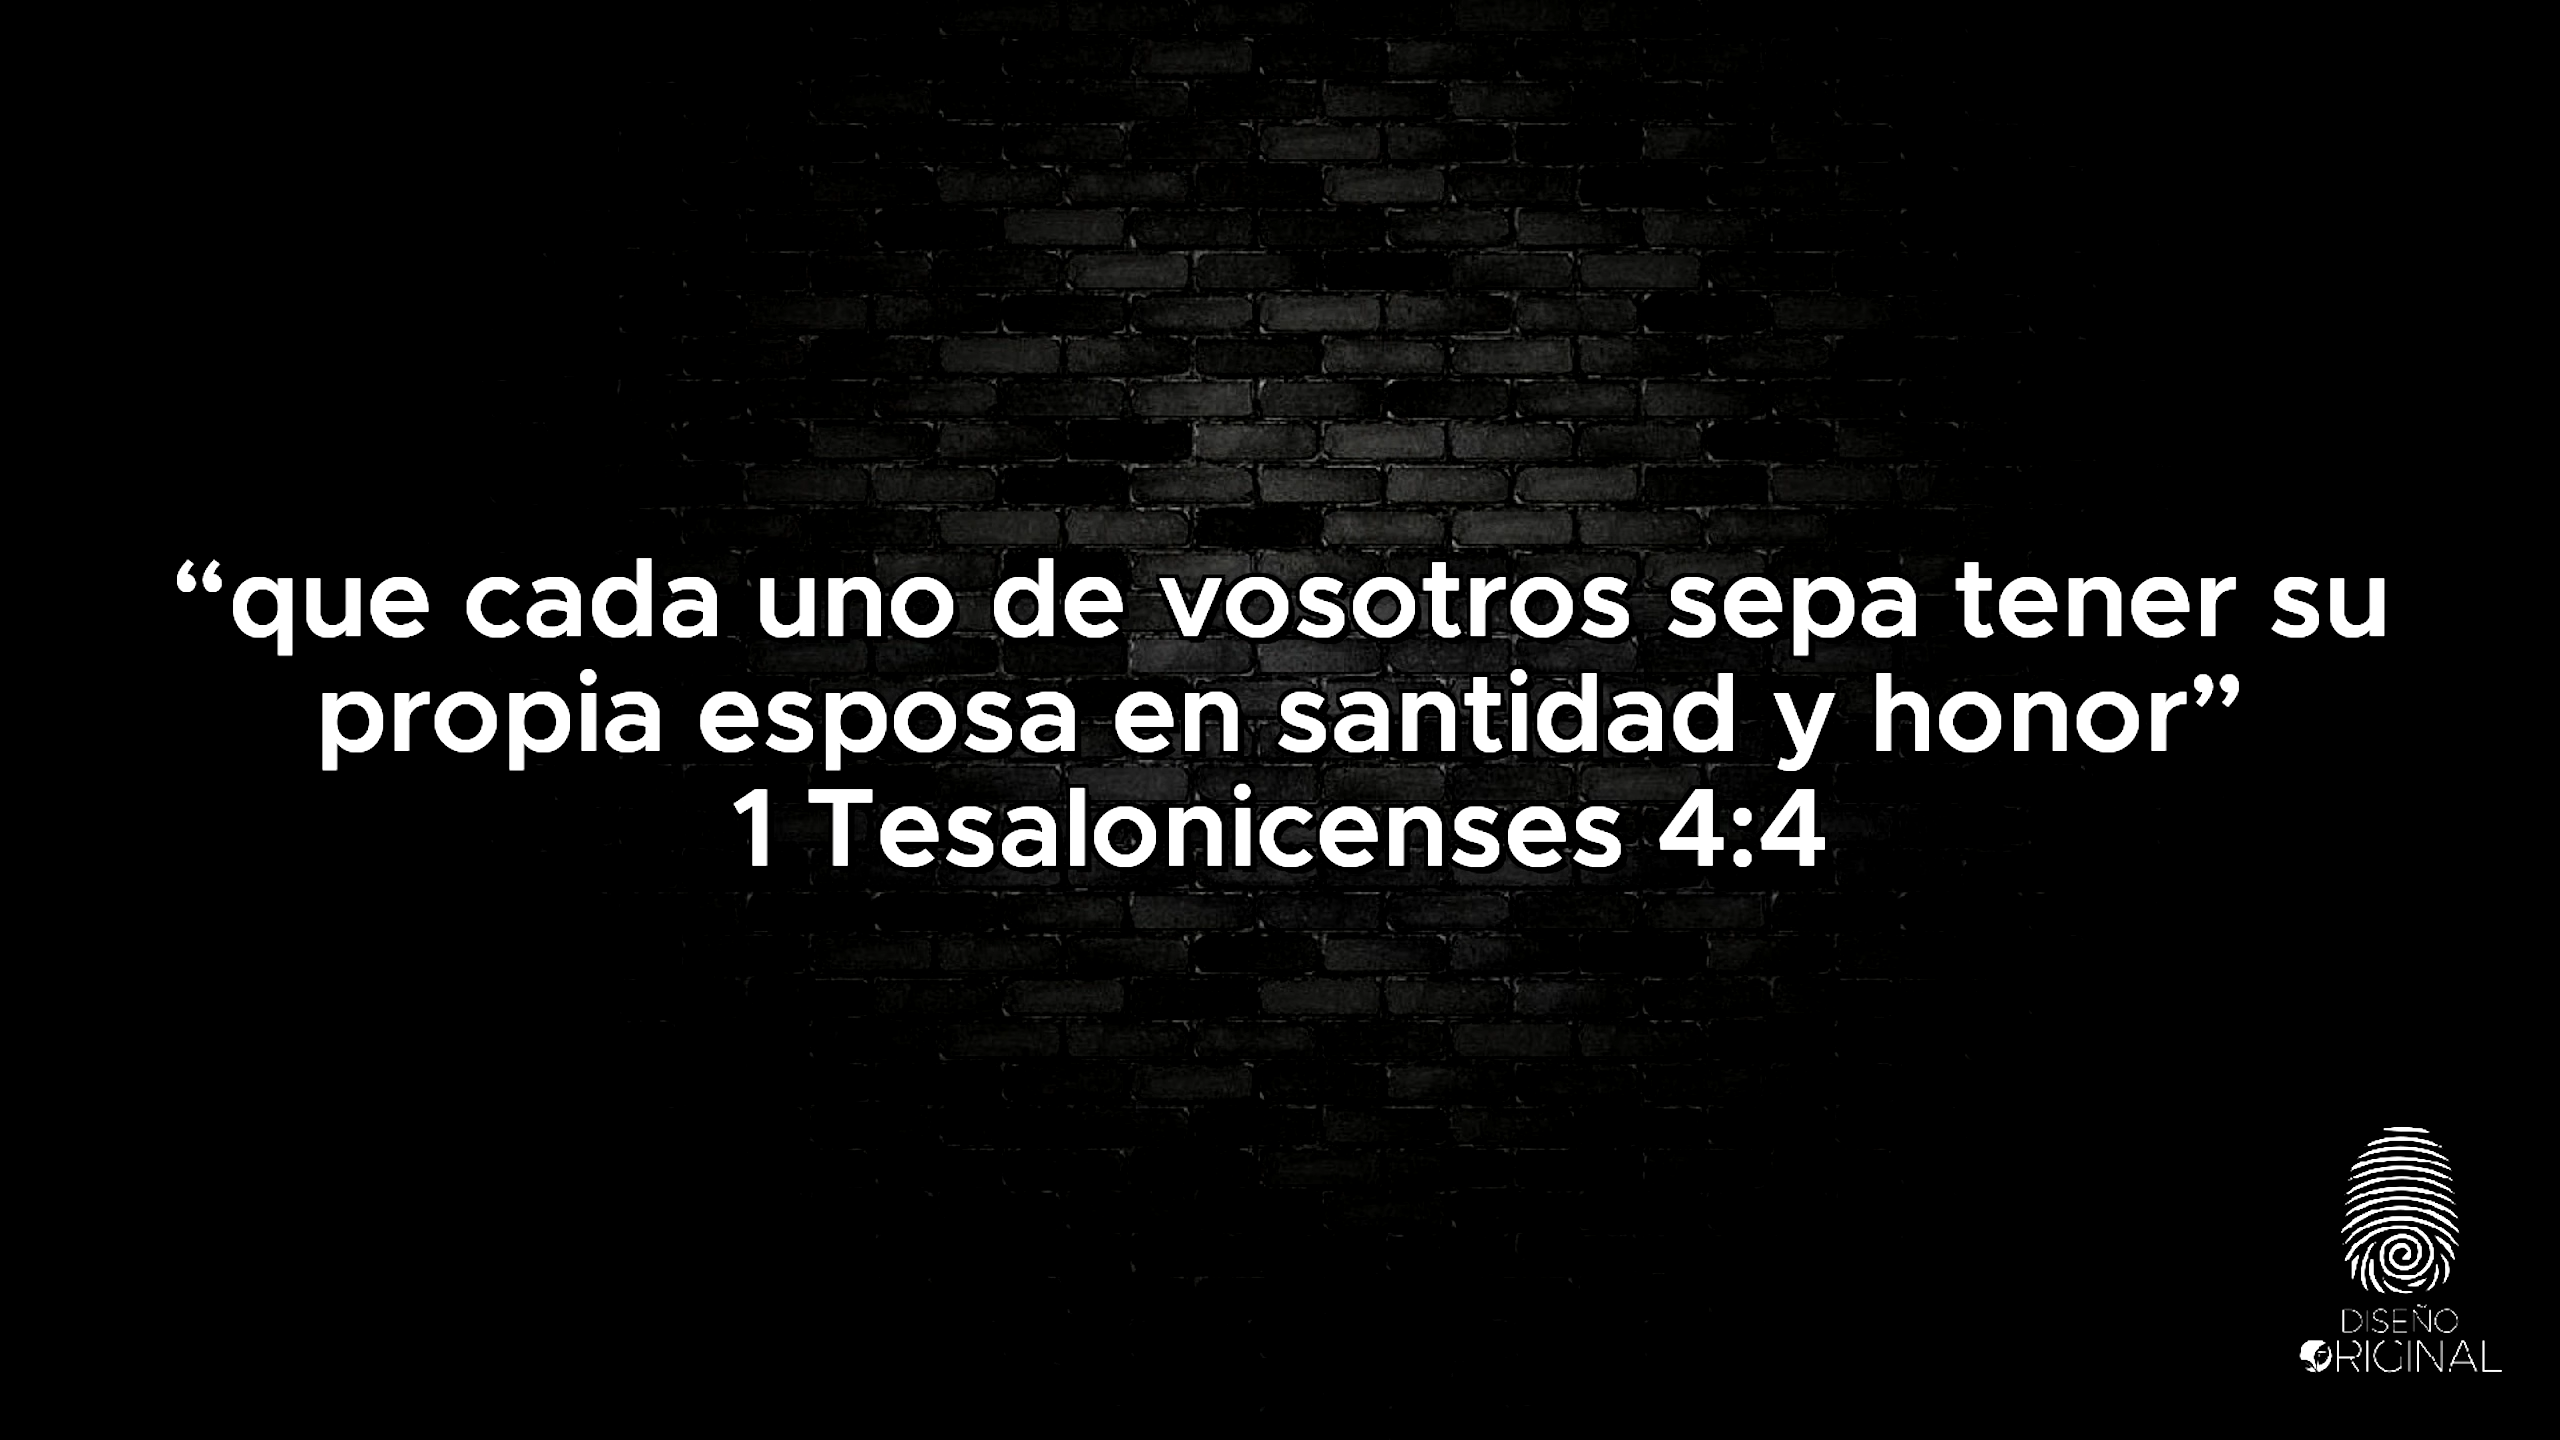 “que cada uno de vosotros sepa tener su
propia esposa en santidad y honor”
1 Tesalonicenses 4:4
DISEÑO
ORIGINAL